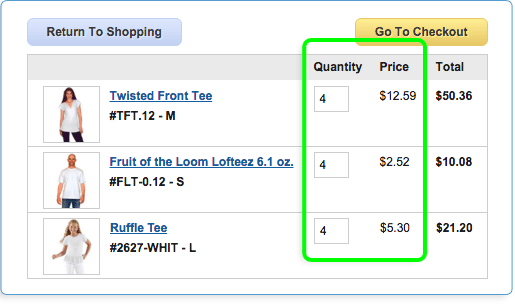 Return To Shopping Go To Checkout
Quantity Price Total
Twisted Front Tee 4 $12.59 $50.36
#TFT.12 - M
Fruit of the Loom Lofteez 6.1 oz. 4 $2.52 $10.08
#FLT-0.12 - S
Ruffle Tee 4 $5.30 $21.20
#2627-WHIT - L